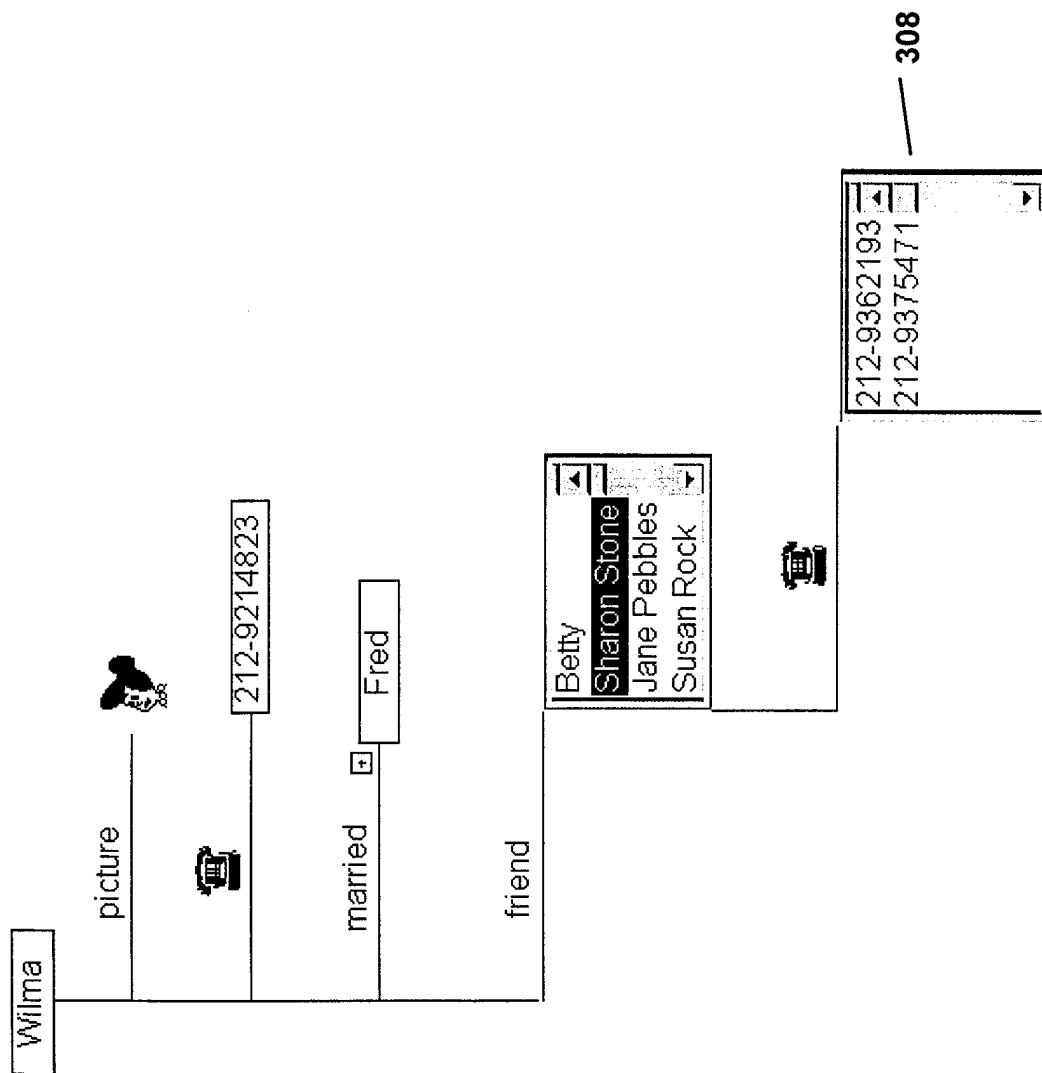 Wilma
picture
212-9214823
married
+
Fred
friend
Betty
Sharon Stone
Jane Pebbles
Susan Rock
212-9362193
212-9375471
308